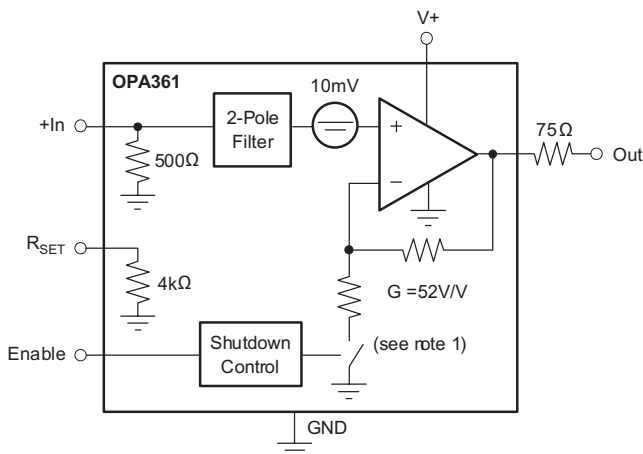 V+
OPA361
10mV
+In
2-Pole
Filter
+
75Ω
500Ω
−
Out
RSET
4kΩ
G =52V/V
Enable
Shutdown
Control
(see note 1)
GND